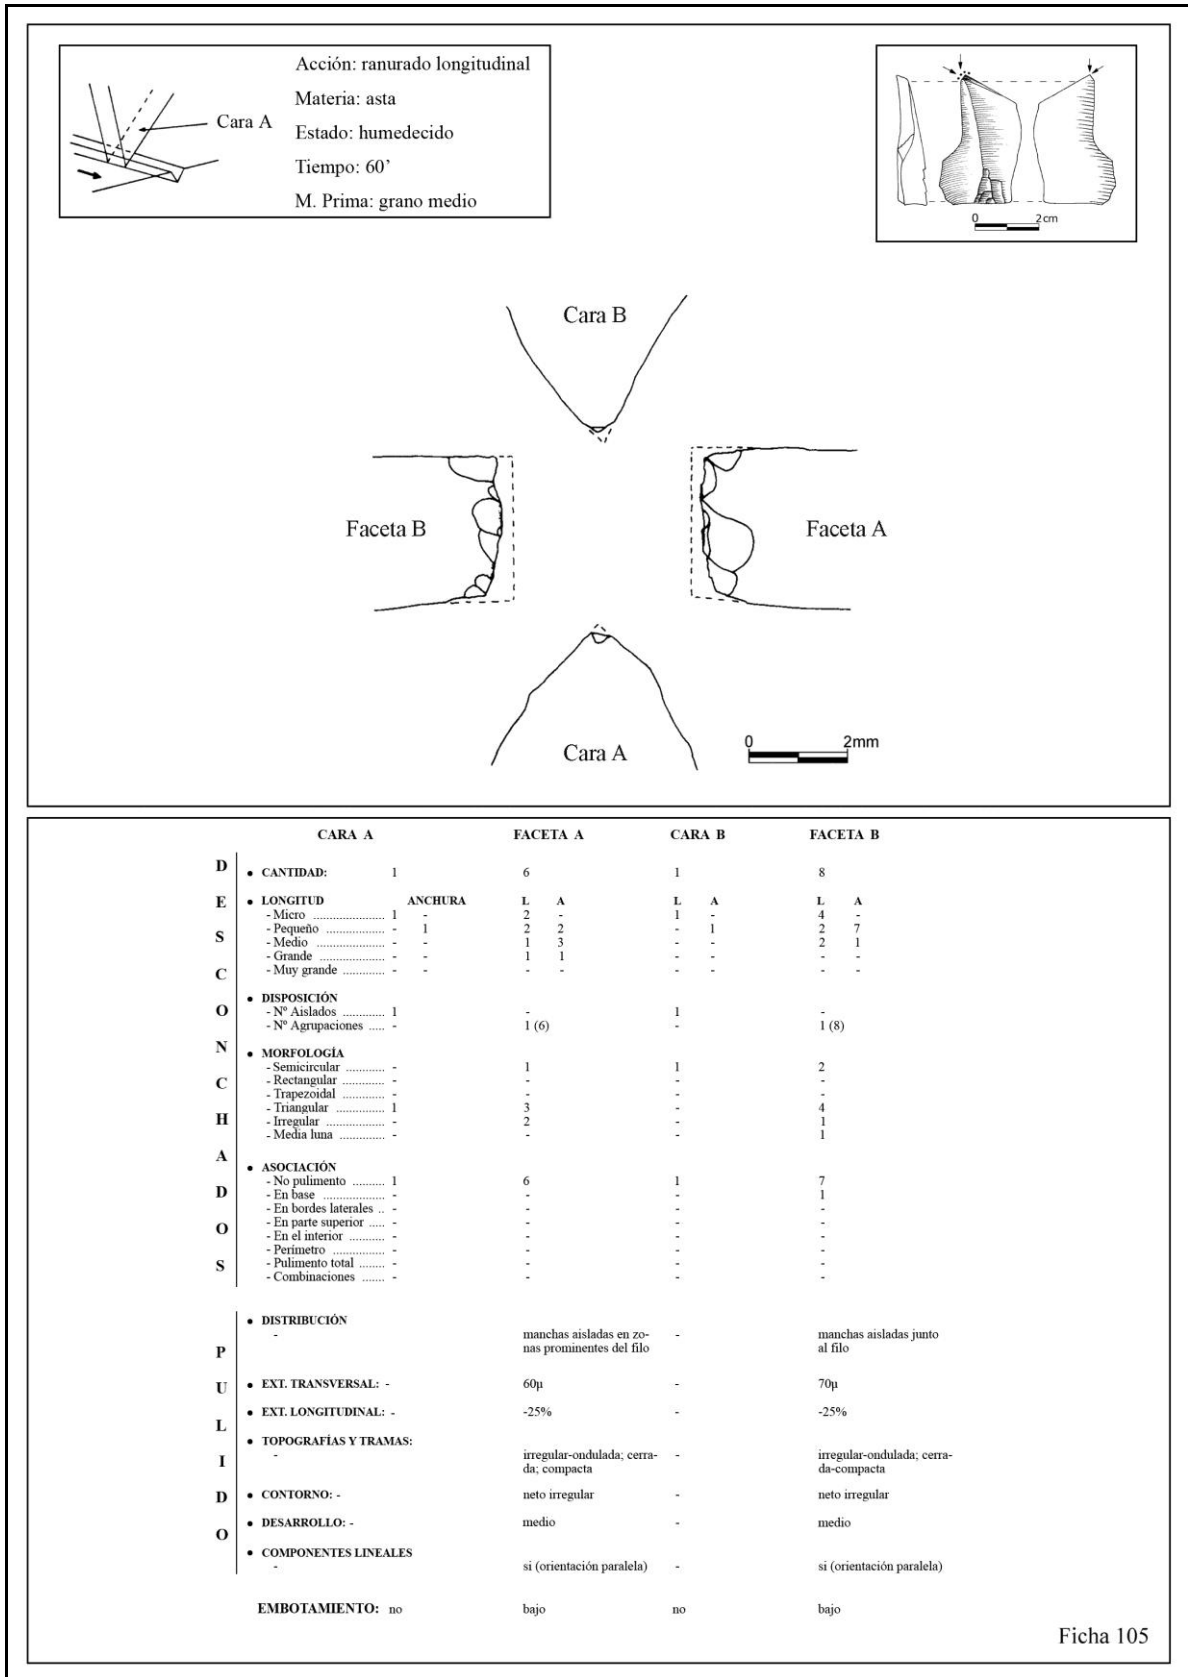 Acción: ranurado longitudinal
Materia: asta
Cara A
Estado: humedecido
Tiempo: 60’
M. Prima: grano medio
0 2cm
Cara B
Faceta B
Faceta A
Cara A
0 2mm
CARA A FACETA A CARA B FACETA B
DESCONCHADOS
• CANTIDAD: 1 6 1 8
• LONGITUD ANCHURA L A L A L A
- Micro ...................... 1 - 2 - 1 - 4 -
- Pequeño .................. - 1 2 2 - 1 2 7
- Medio .................... - - 1 3 - - 2 1
- Grande .................... - - 1 1 - - - -
- Muy grande ............. - - - - - - - -
• DISPOSICIÓN
- Nº Aislados ............ 1 - 1 -
- Nº Agrupaciones ..... - 1 (6) - 1 (8)
• MORFOLOGÍA
- Semicircular ............ - 1 1 2
- Rectangular ............. - - - -
- Trapezoidal ............. - - - -
- Triangular ............... 1 3 - 4
- Irregular .................. - 2 - 1
- Media luna .............. - - - 1
• ASOCIACIÓN
- No pulimento .......... 1 6 1 7
- En base ................... - - - 1
- En bordes laterales .. - - - -
- En parte superior ..... - - - -
- En el interior ........... - - - -
- Perímetro ................ - - - -
- Pulimento total ........ - - - -
- Combinaciones ....... - - - -
PULIDO
• DISTRIBUCIÓN
- manchas aisladas en zo- - manchas aisladas junto
nas prominentes del filo al filo
• EXT. TRANSVERSAL: - 60µ - 70µ
• EXT. LONGITUDINAL: - -25% - -25%
• TOPOGRAFÍAS Y TRAMAS:
- irregular-ondulada; cerra- - irregular-ondulada; cerra-
da; compacta da-compacta
• CONTORNO: - neto irregular - neto irregular
• DESARROLLO: - medio - medio
• COMPONENTES LINEALES
- si (orientación paralela) - si (orientación paralela)
EMBOTAMIENTO: no bajo no bajo
Ficha 105